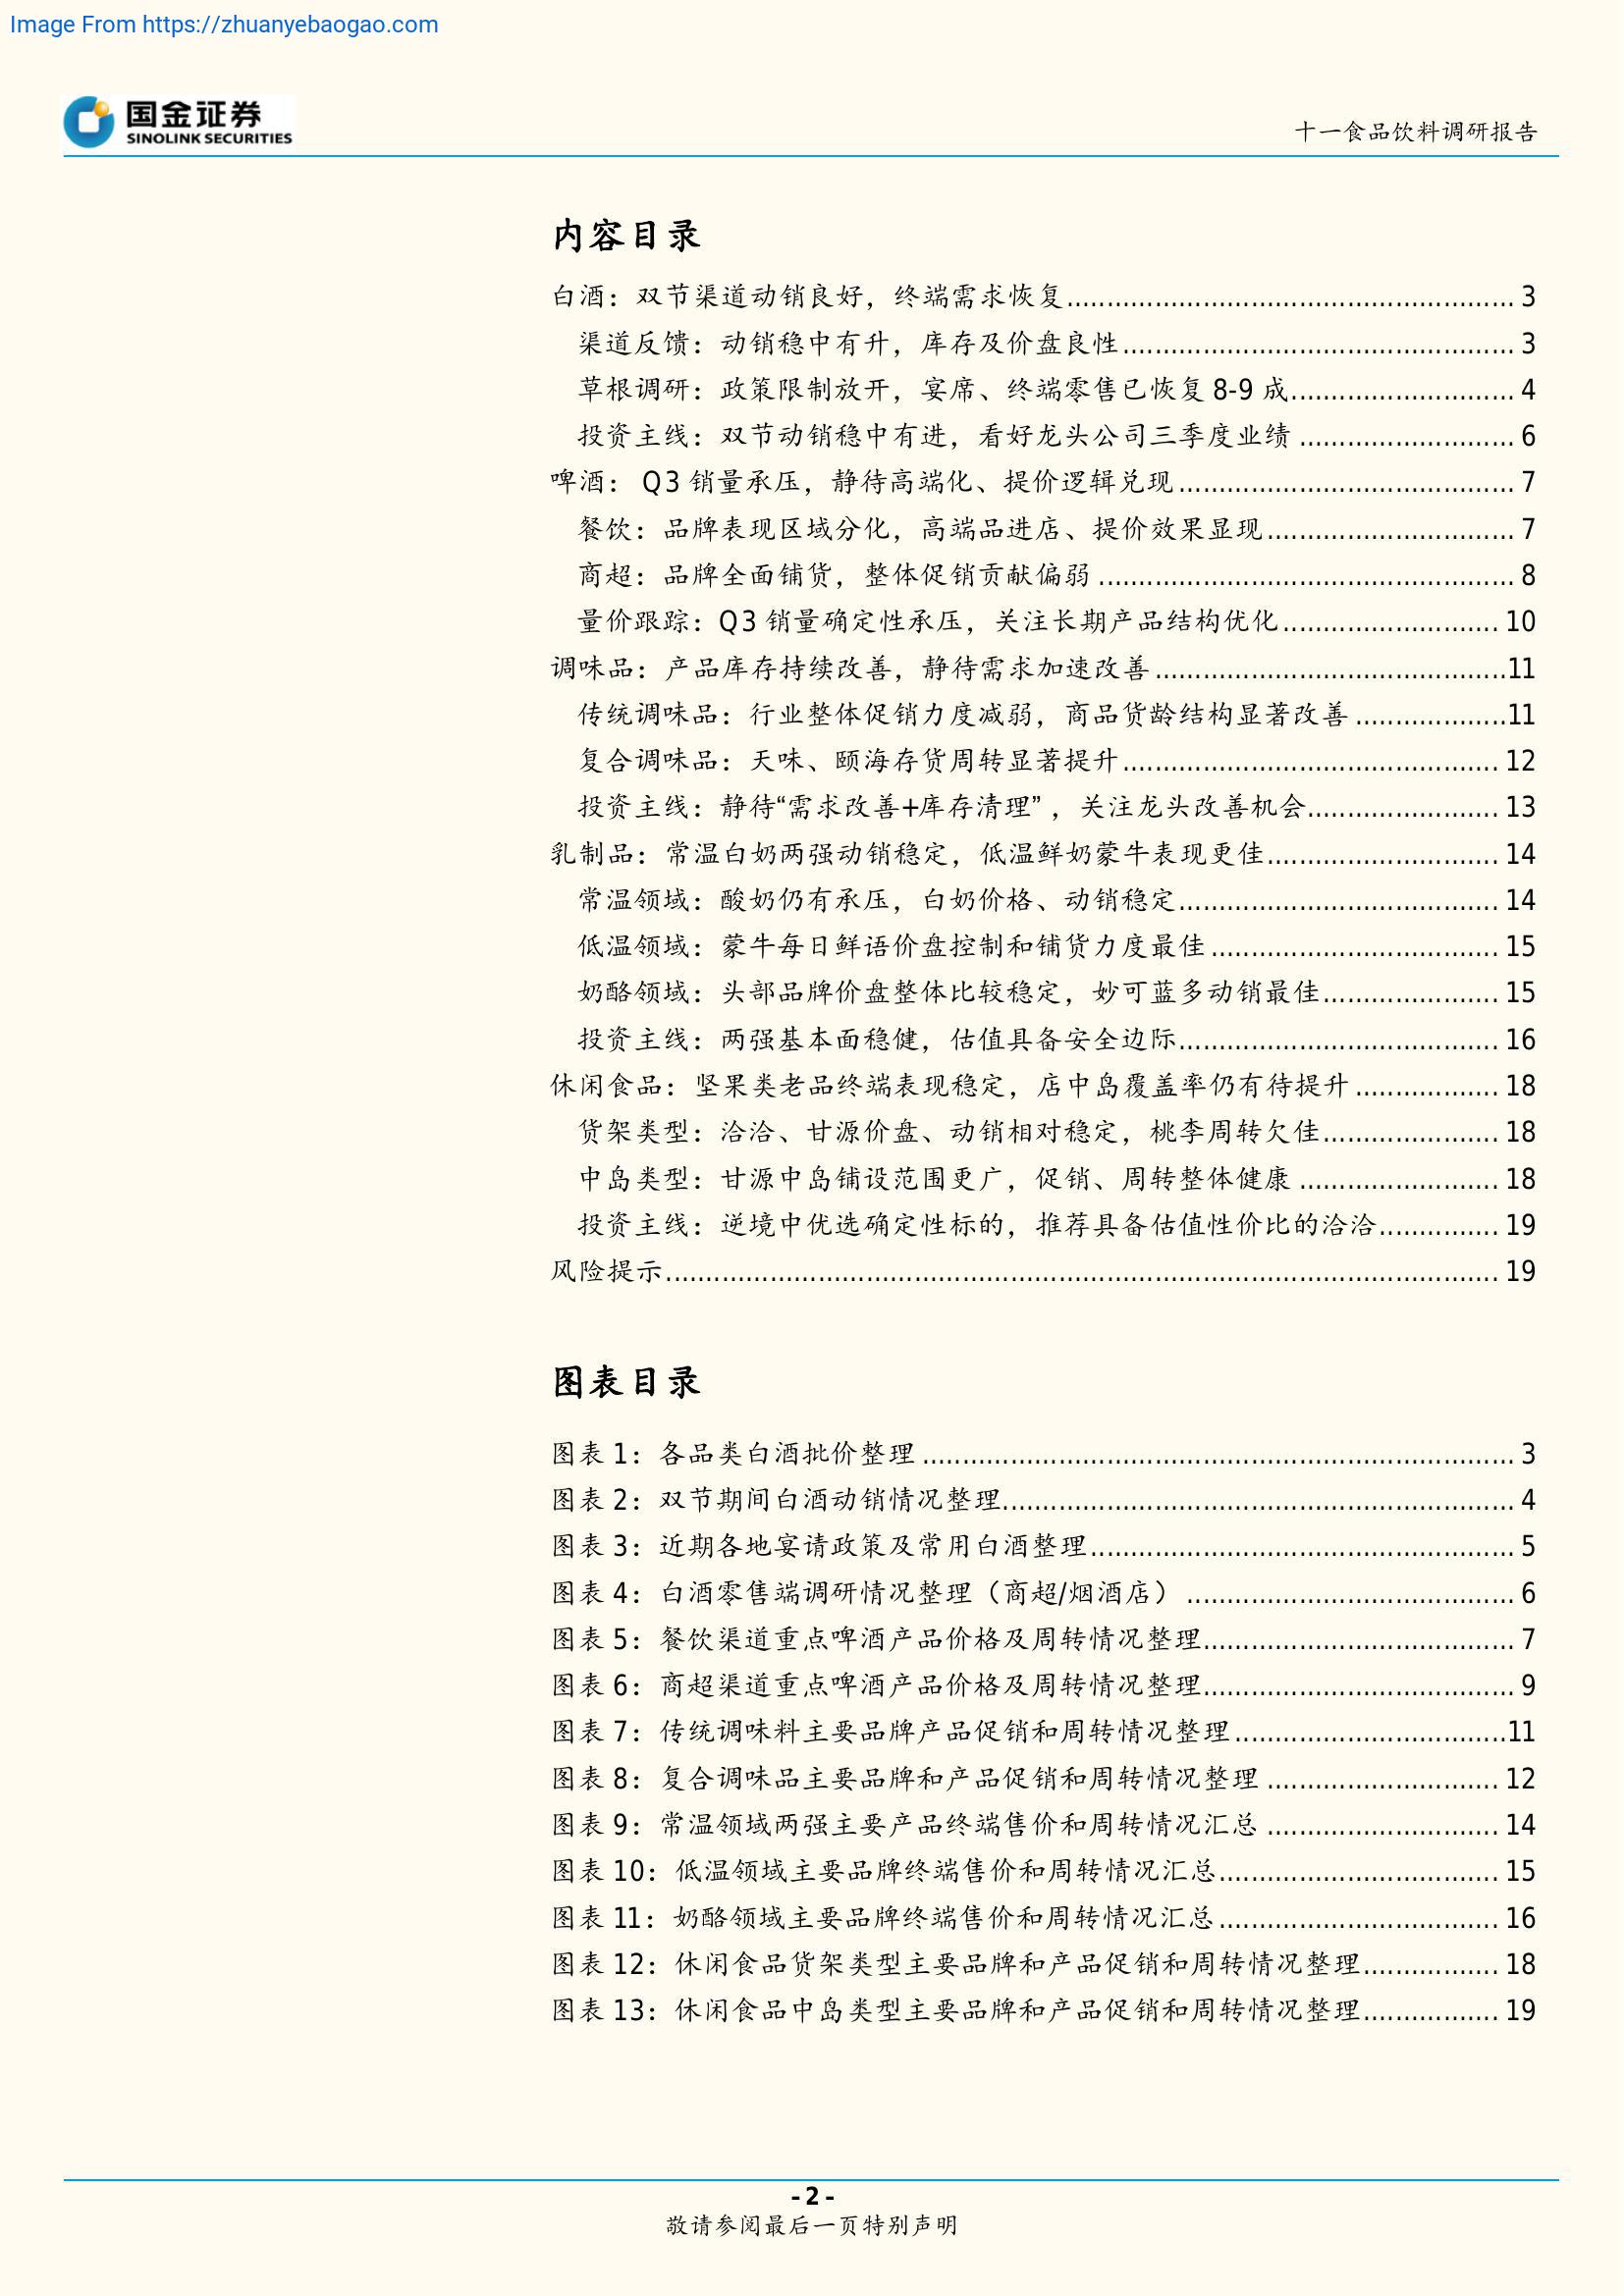 Image From https://zhuanyebaogao.com
国金证券
SINOLINK SECURITIES
十一食品饮料调研报告
内容目录
白酒：双节渠道动销良好，终端需求恢复........................................................ 3
渠道反馈：动销稳中有升，库存及价盘良性................................................. 3
草根调研：政策限制放开，宴席、终端零售已恢复 8-9 成............................ 4
投资主线：双节动销稳中有进，看好龙头公司三季度业绩 ........................... 6
啤酒： Q3 销量承压，静待高端化、提价逻辑兑现.......................................... 7
餐饮：品牌表现区域分化，高端品进店、提价效果显现............................... 7
商超：品牌全面铺货，整体促销贡献偏弱 .................................................... 8
量价跟踪：Q3 销量确定性承压，关注长期产品结构优化........................... 10
调味品：产品库存持续改善，静待需求加速改善............................................11
传统调味品：行业整体促销力度减弱，商品货龄结构显著改善 ...................11
复合调味品：天味、颐海存货周转显著提升............................................... 12
投资主线：静待“需求改善+库存清理” ，关注龙头改善机会........................ 13
乳制品：常温白奶两强动销稳定，低温鲜奶蒙牛表现更佳............................. 14
常温领域：酸奶仍有承压，白奶价格、动销稳定........................................ 14
低温领域：蒙牛每日鲜语价盘控制和铺货力度最佳.................................... 15
奶酪领域：头部品牌价盘整体比较稳定，妙可蓝多动销最佳...................... 15
投资主线：两强基本面稳健，估值具备安全边际........................................ 16
休闲食品：坚果类老品终端表现稳定，店中岛覆盖率仍有待提升 .................. 18
货架类型：洽洽、甘源价盘、动销相对稳定，桃李周转欠佳...................... 18
中岛类型：甘源中岛铺设范围更广，促销、周转整体健康 ......................... 18
投资主线：逆境中优选确定性标的，推荐具备估值性价比的洽洽............... 19
风险提示........................................................................................................ 19
图表目录
图表 1：各品类白酒批价整理 .......................................................................... 3
图表 2：双节期间白酒动销情况整理................................................................ 4
图表 3：近期各地宴请政策及常用白酒整理..................................................... 5
图表 4：白酒零售端调研情况整理（商超/烟酒店） ......................................... 6
图表 5：餐饮渠道重点啤酒产品价格及周转情况整理....................................... 7
图表 6：商超渠道重点啤酒产品价格及周转情况整理....................................... 9
图表 7：传统调味料主要品牌产品促销和周转情况整理..................................11
图表 8：复合调味品主要品牌和产品促销和周转情况整理 ............................. 12
图表 9：常温领域两强主要产品终端售价和周转情况汇总 ............................. 14
图表 10：低温领域主要品牌终端售价和周转情况汇总................................... 15
图表 11：奶酪领域主要品牌终端售价和周转情况汇总................................... 16
图表 12：休闲食品货架类型主要品牌和产品促销和周转情况整理................. 18
图表 13：休闲食品中岛类型主要品牌和产品促销和周转情况整理................. 19
- 2 -
敬请参阅最后一页特别声明